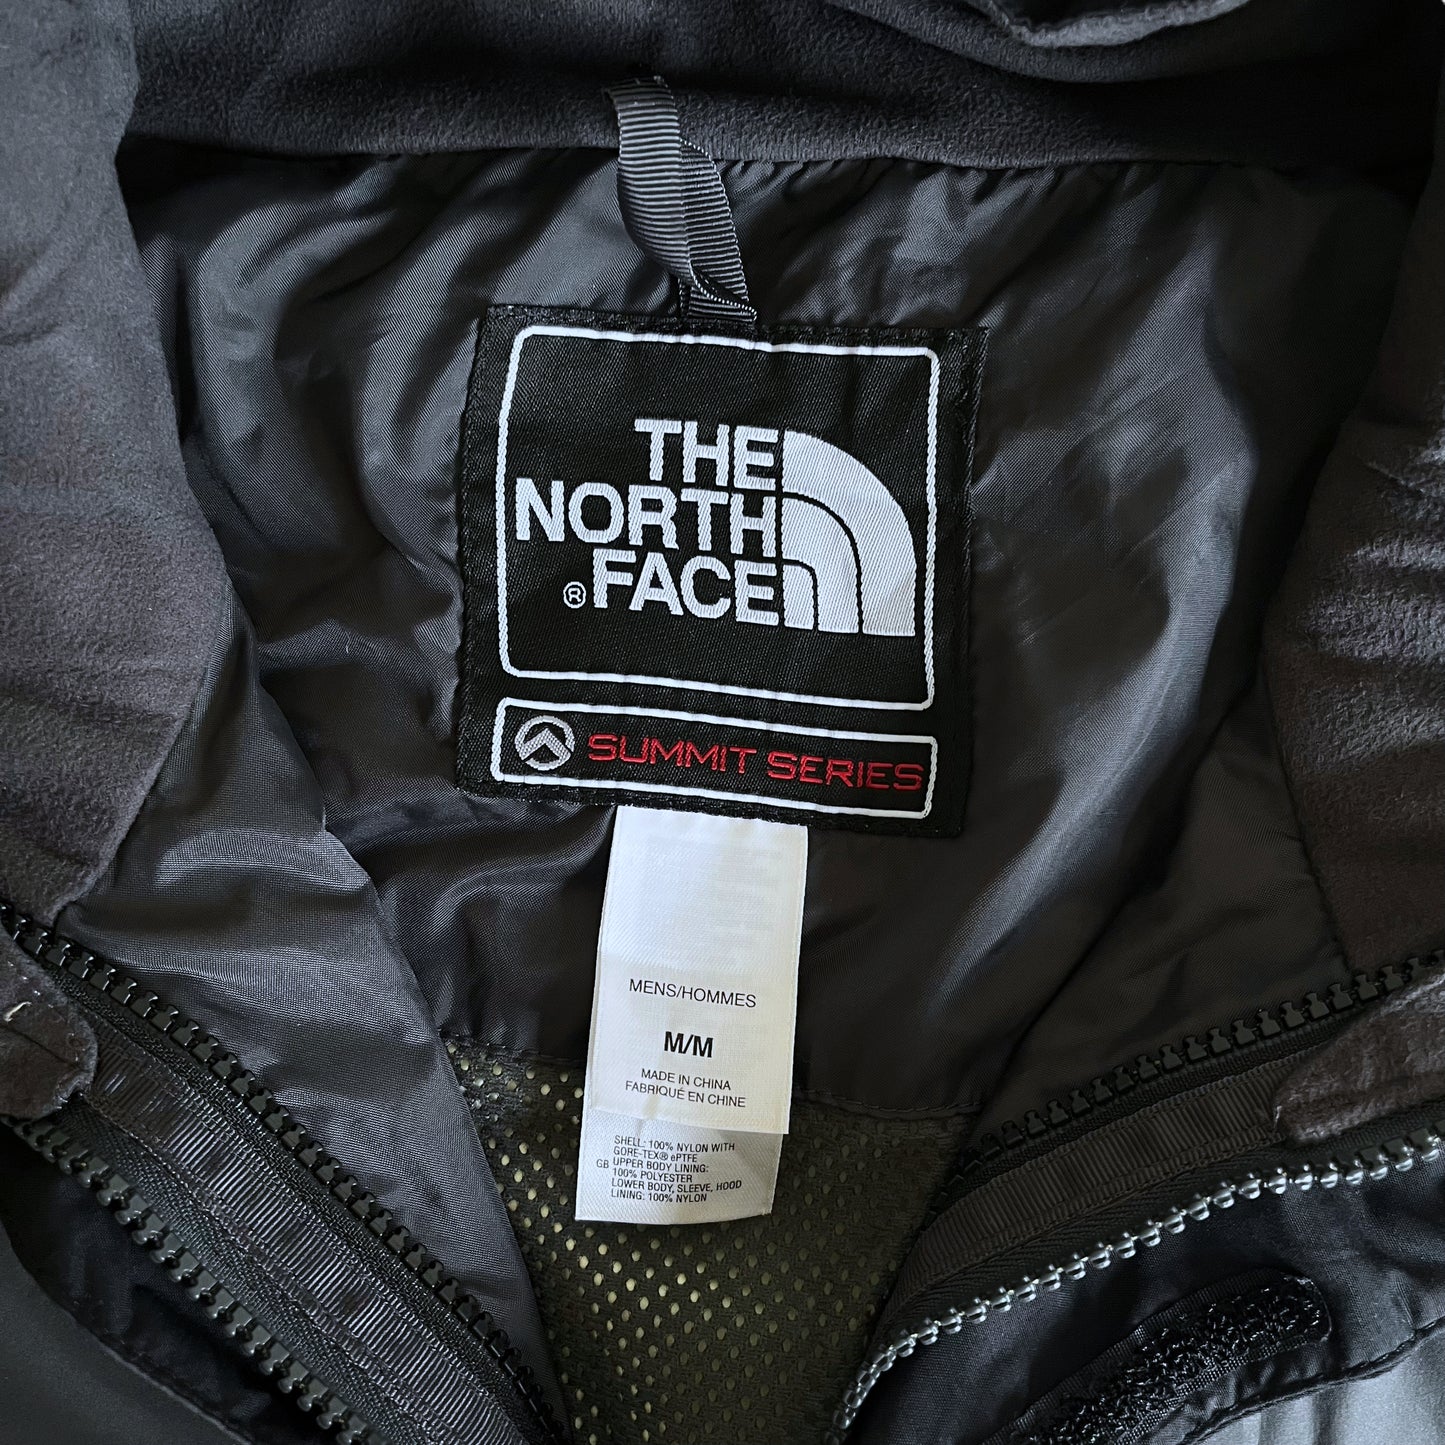 THE
NORTH
® FACE
SUMMIT SERIES
MENS/HOMMES
M/M
MADE IN CHINA
FABRIQUÉ EN CHINE
SHELL: 100% NYLON WITH
GORE-TEX® ePTFE
GB UPPER BODY LINING:
100% POLYESTER
LOWER BODY, SLEEVE, HOOD
LINING: 100% NYLON